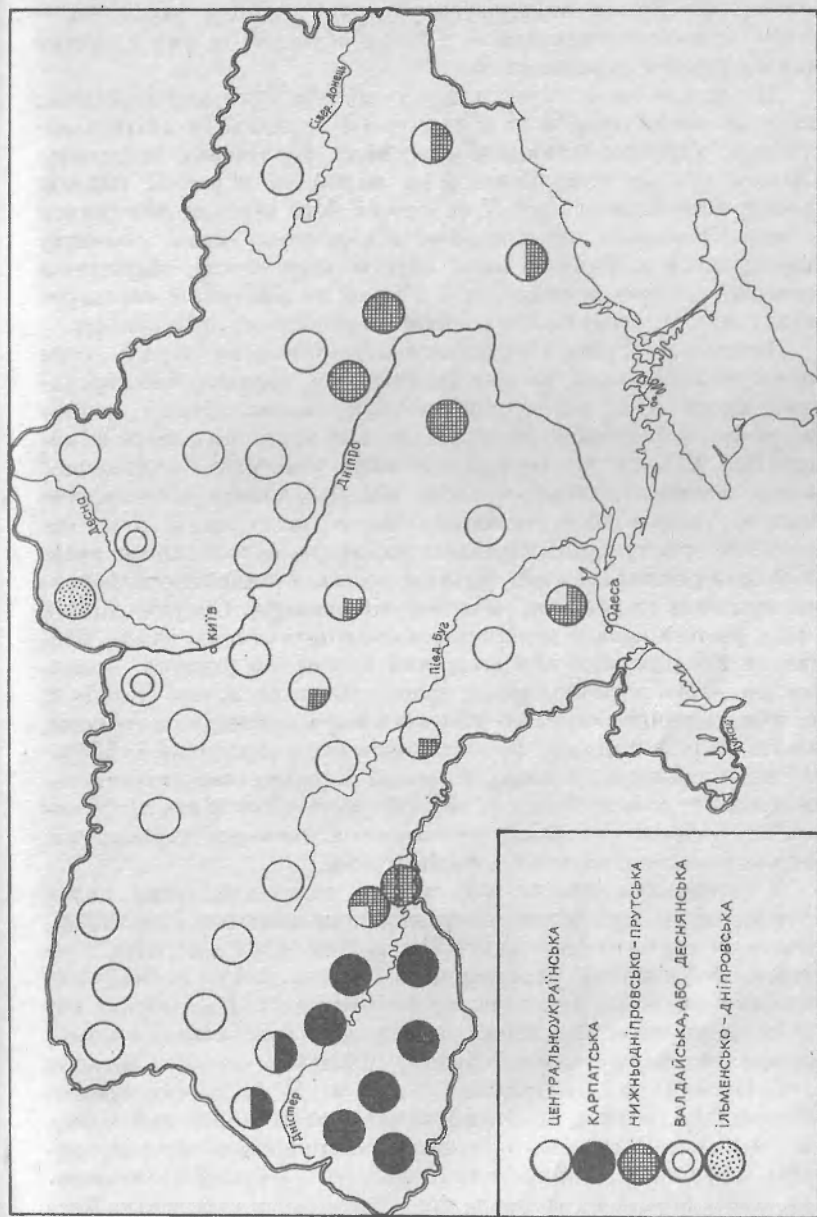 Сівер. Донець
Десна
Дніпро
Київ
Півд. Буг
Дністер
Одеса
Дунай
ЦЕНТРАЛЬНОУКРАЇНСЬКА
КАРПАТСЬКА
НИЖНЬОДНІПРОВСЬКО-ПРУТСЬКА
ВАЛДАЙСЬКА, АБО ДЕСНЯНСЬКА
ІЛЬМЕНСЬКО-ДНІПРОВСЬКА